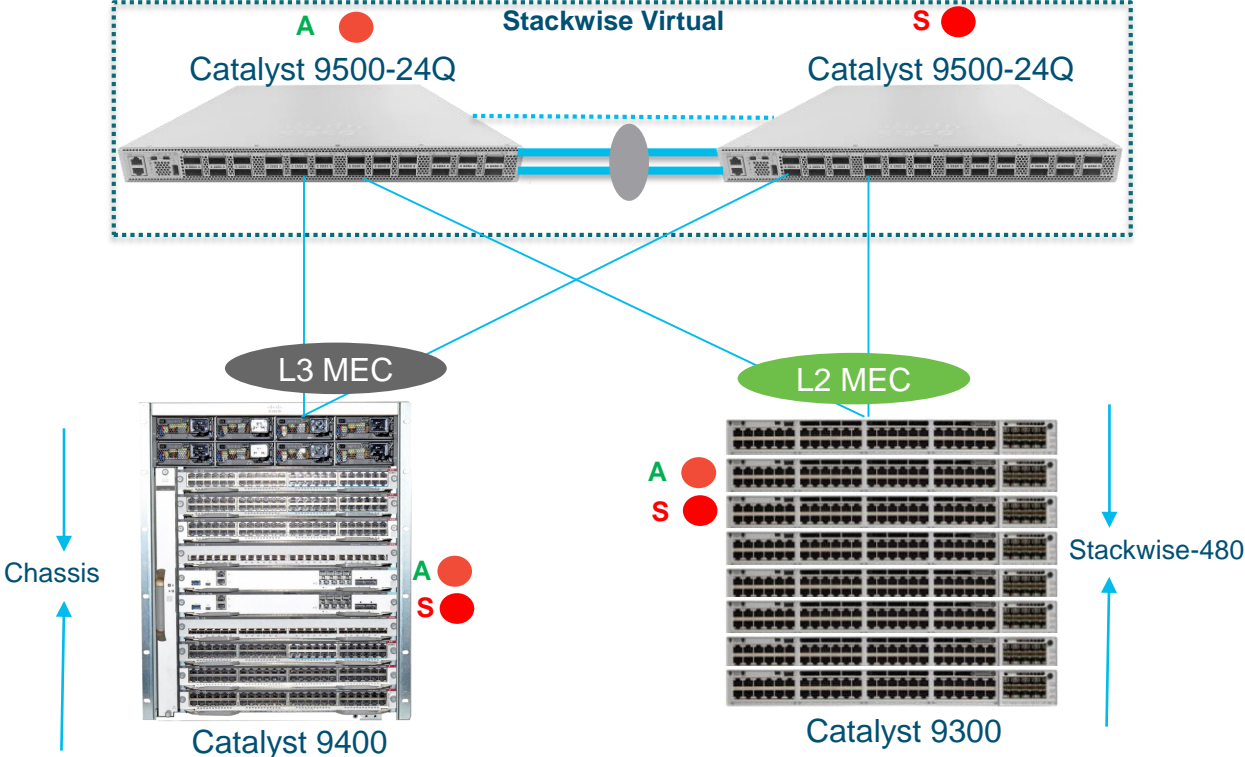 Stackwise Virtual
A
S
Catalyst 9500-24Q
Catalyst 9500-24Q
L3 MEC
L2 MEC
A
S
Chassis
A
S
Stackwise-480
Catalyst 9400
Catalyst 9300